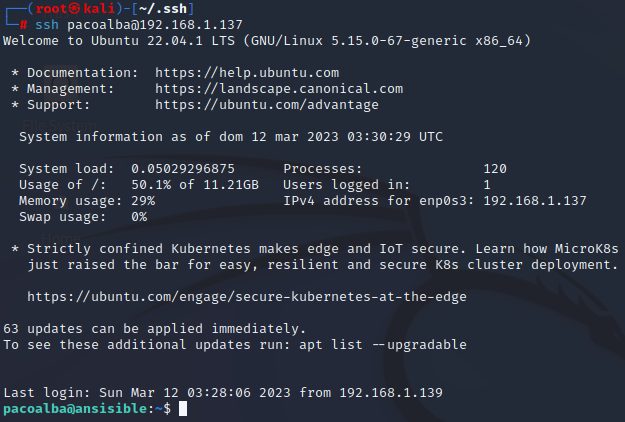 ┌──(root㉿kali)-[~/.ssh]
└─# ssh pacoalba@192.168.1.137
Welcome to Ubuntu 22.04.1 LTS (GNU/Linux 5.15.0-67-generic x86_64)
* Documentation:  https://help.ubuntu.com
* Management:     https://landscape.canonical.com
* Support:        https://ubuntu.com/advantage
System information as of dom 12 mar 2023 03:30:29 UTC
System load:  0.05029296875      Processes:               120
Usage of /:   50.1% of 11.21GB   Users logged in:         1
Memory usage: 29%                IPv4 address for enp0s3: 192.168.1.137
Swap usage:   0%
* Strictly confined Kubernetes makes edge and IoT secure. Learn how MicroK8s
just raised the bar for easy, resilient and secure K8s cluster deployment.
https://ubuntu.com/engage/secure-kubernetes-at-the-edge
63 updates can be applied immediately.
To see these additional updates run: apt list --upgradable
Last login: Sun Mar 12 03:28:06 2023 from 192.168.1.139
pacoalba@ansisible:~$